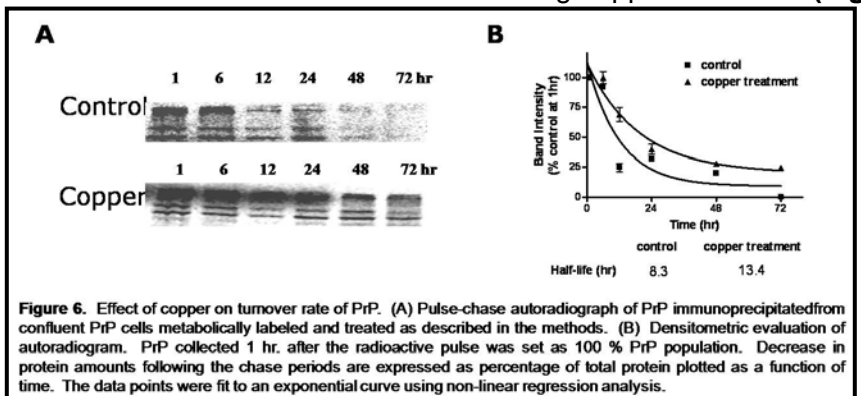 A
1 6 12 24 48 72 hr
Control
1 6 12 24 48 72 hr
Copper
B
control
copper treatment
Band Intensity
(% control at 1hr)
100
75
50
25
0
0 24 48 72
Time (hr)
control copper treatment
Half-life (hr) 8.3 13.4
Figure 6. Effect of copper on turnover rate of PrP. (A) Pulse-chase autoradiograph of PrP immunoprecipitatedfrom
confluent PrP cells metabolically labeled and treated as described in the methods. (B) Densitometric evaluation of
autoradiogram. PrP collected 1 hr. after the radioactive pulse was set as 100 % PrP population. Decrease in
protein amounts following the chase periods are expressed as percentage of total protein plotted as a function of
time. The data points were fit to an exponential curve using non-linear regression analysis.